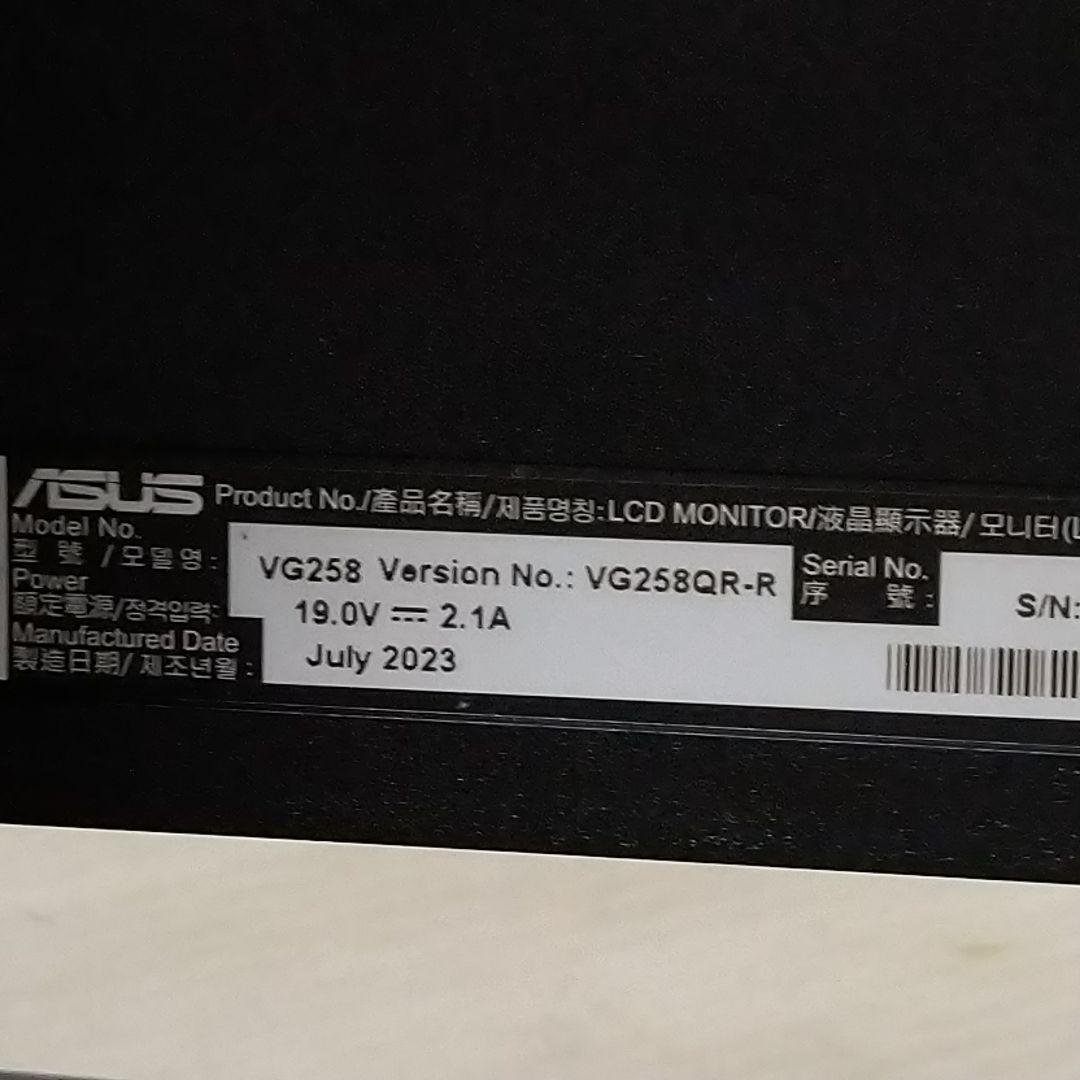 ASUS Product No./產品名稱/제품명칭:LCD MONITOR/液晶顯示器/모니터(L
Model No.
型 號 /모델명: VG258 Version No.: VG258QR-R
Serial No.
序 號: S/N:
Power
額定電源/정격입력: 19.0V ⎓ 2.1A
Manufactured Date
製造日期/제조년월: July 2023